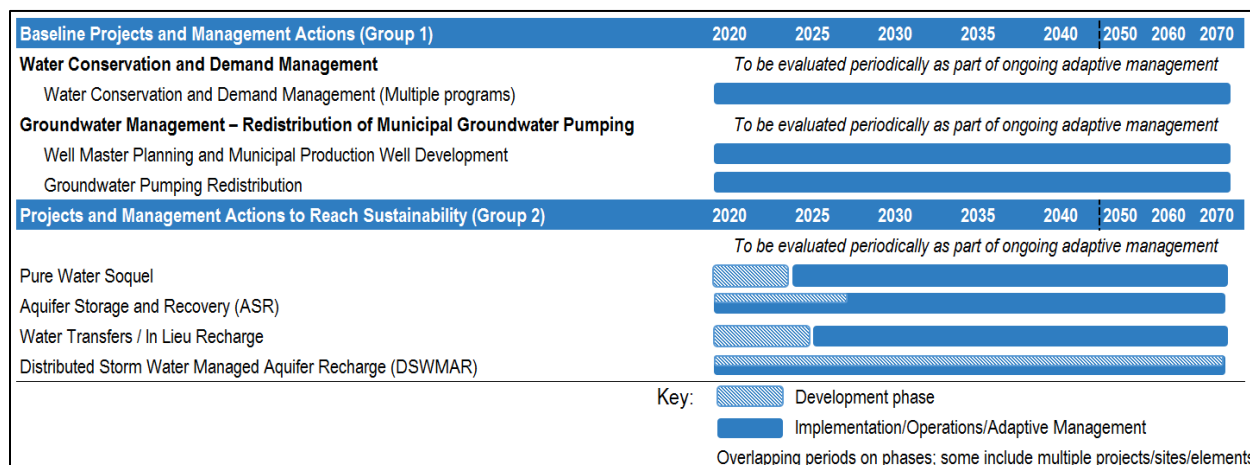 Baseline Projects and Management Actions (Group 1) 2020 2025 2030 2035 2040 2050 2060 2070
Water Conservation and Demand Management To be evaluated periodically as part of ongoing adaptive management
Water Conservation and Demand Management (Multiple programs)
Groundwater Management – Redistribution of Municipal Groundwater Pumping To be evaluated periodically as part of ongoing adaptive management
Well Master Planning and Municipal Production Well Development
Groundwater Pumping Redistribution
Projects and Management Actions to Reach Sustainability (Group 2) 2020 2025 2030 2035 2040 2050 2060 2070
To be evaluated periodically as part of ongoing adaptive management
Pure Water Soquel
Aquifer Storage and Recovery (ASR)
Water Transfers / In Lieu Recharge
Distributed Storm Water Managed Aquifer Recharge (DSWMAR)
Key: Development phase
Implementation/Operations/Adaptive Management
Overlapping periods on phases; some include multiple projects/sites/elements